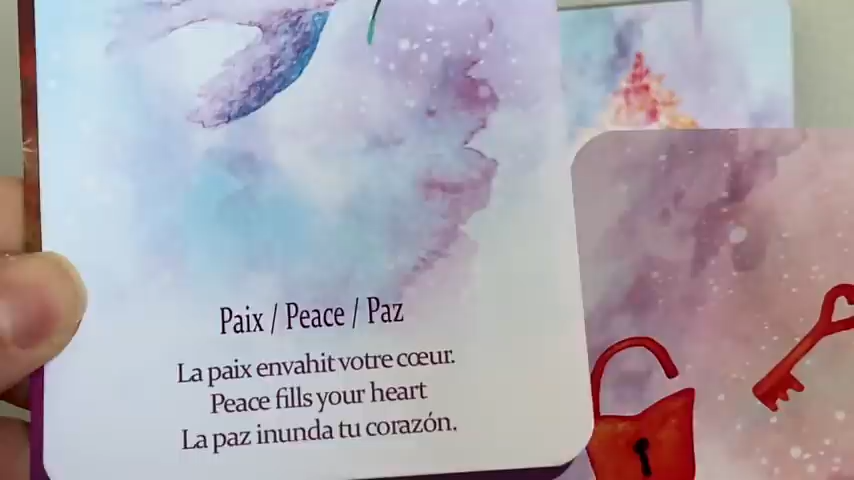 Paix / Peace / Paz
La paix envahit votre cœur.
Peace fills your heart
La paz inunda tu corazón.